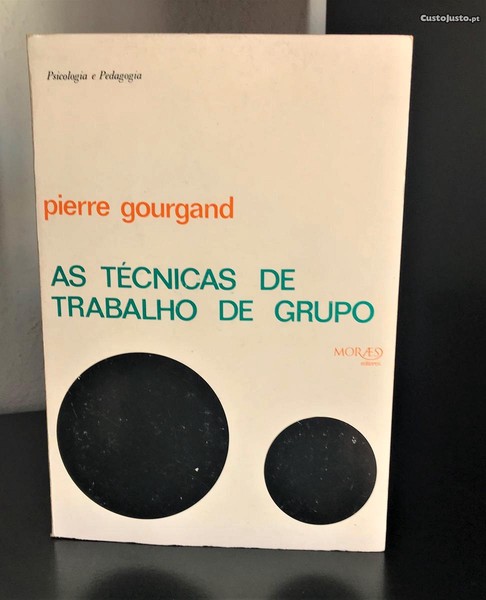 CustoJusto.pt
Psicologia e Pedagogia
pierre gourgand
AS TÉCNICAS DE
TRABALHO DE GRUPO
MORÆS
editores